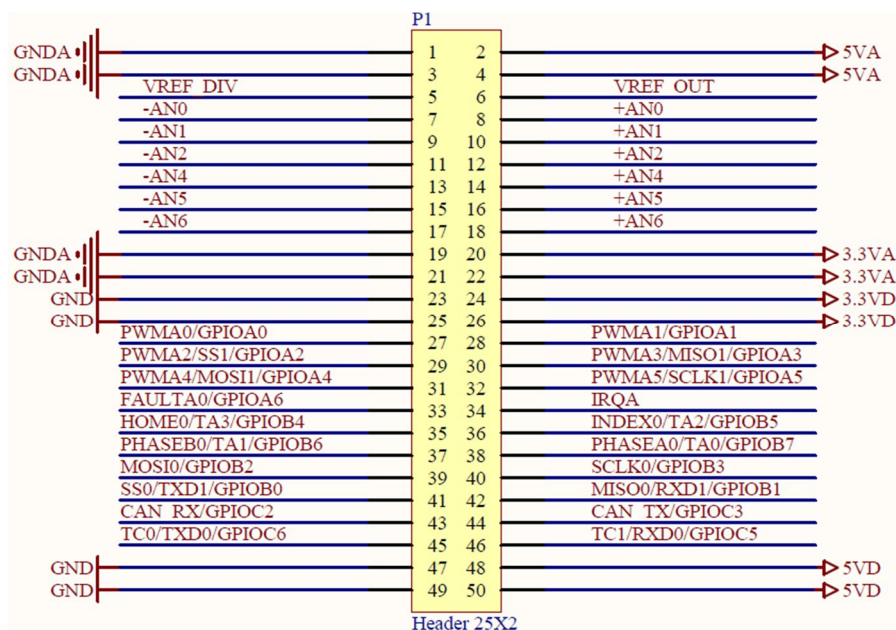 P1
GNDA 1 2 5VA
GNDA 3 4 5VA
VREF_DIV 5 6 VREF_OUT
-AN0 7 8 +AN0
-AN1 9 10 +AN1
-AN2 11 12 +AN2
-AN4 13 14 +AN4
-AN5 15 16 +AN5
-AN6 17 18 +AN6
GNDA 19 20 3.3VA
GNDA 21 22 3.3VA
GND 23 24 3.3VD
GND 25 26 3.3VD
PWMA0/GPIOA0 27 28 PWMA1/GPIOA1
PWMA2/SS1/GPIOA2 29 30 PWMA3/MISO1/GPIOA3
PWMA4/MOSI1/GPIOA4 31 32 PWMA5/SCLK1/GPIOA5
FAULTA0/GPIOA6 33 34 IRQA
HOME0/TA3/GPIOB4 35 36 INDEX0/TA2/GPIOB5
PHASEB0/TA1/GPIOB6 37 38 PHASEA0/TA0/GPIOB7
MOSI0/GPIOB2 39 40 SCLK0/GPIOB3
SS0/TXD1/GPIOB0 41 42 MISO0/RXD1/GPIOB1
CAN_RX/GPIOC2 43 44 CAN_TX/GPIOC3
TC0/TXD0/GPIOC6 45 46 TC1/RXD0/GPIOC5
GND 47 48 5VD
GND 49 50 5VD
Header 25X2